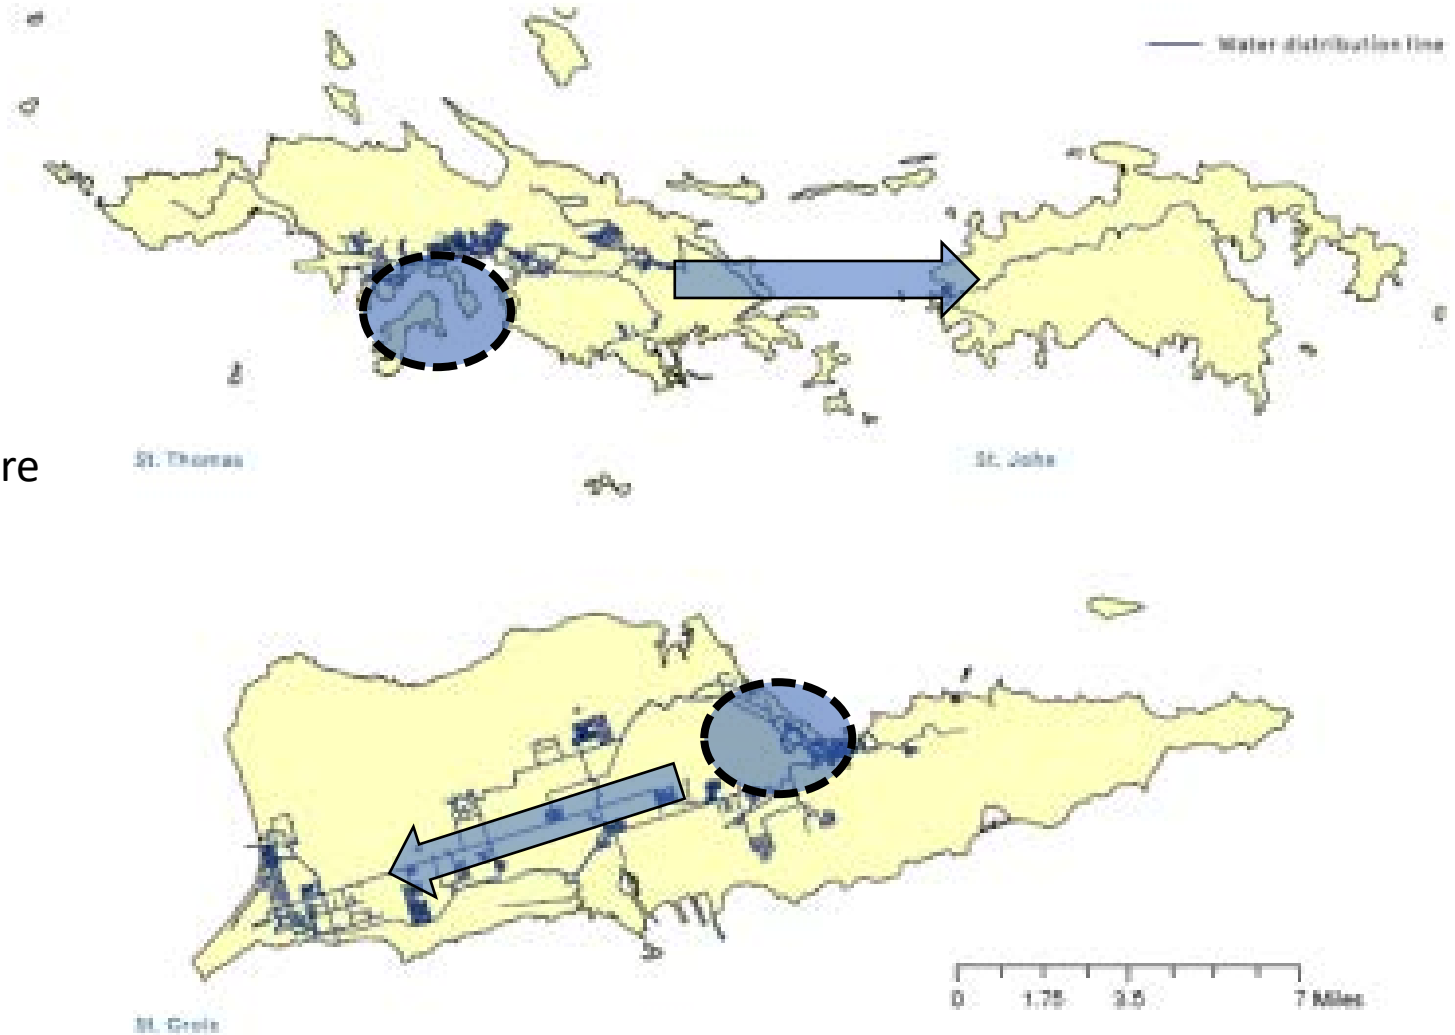 Water distribution line
re
St. Thomas
St. John
0 1.75 3.5 7 Miles
St. Croix